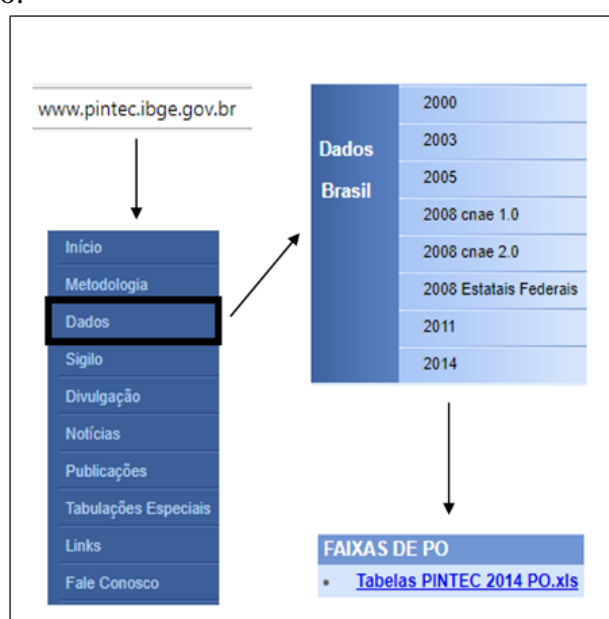 www.pintec.ibge.gov.br
Início
Metodologia
Dados
Sigilo
Divulgação
Notícias
Publicações
Tabulações Especiais
Links
Fale Conosco
Dados
Brasil
2000
2003
2005
2008 cnae 1.0
2008 cnae 2.0
2008 Estatais Federais
2011
2014
FAIXAS DE PO
• Tabelas PINTEC 2014 PO.xls